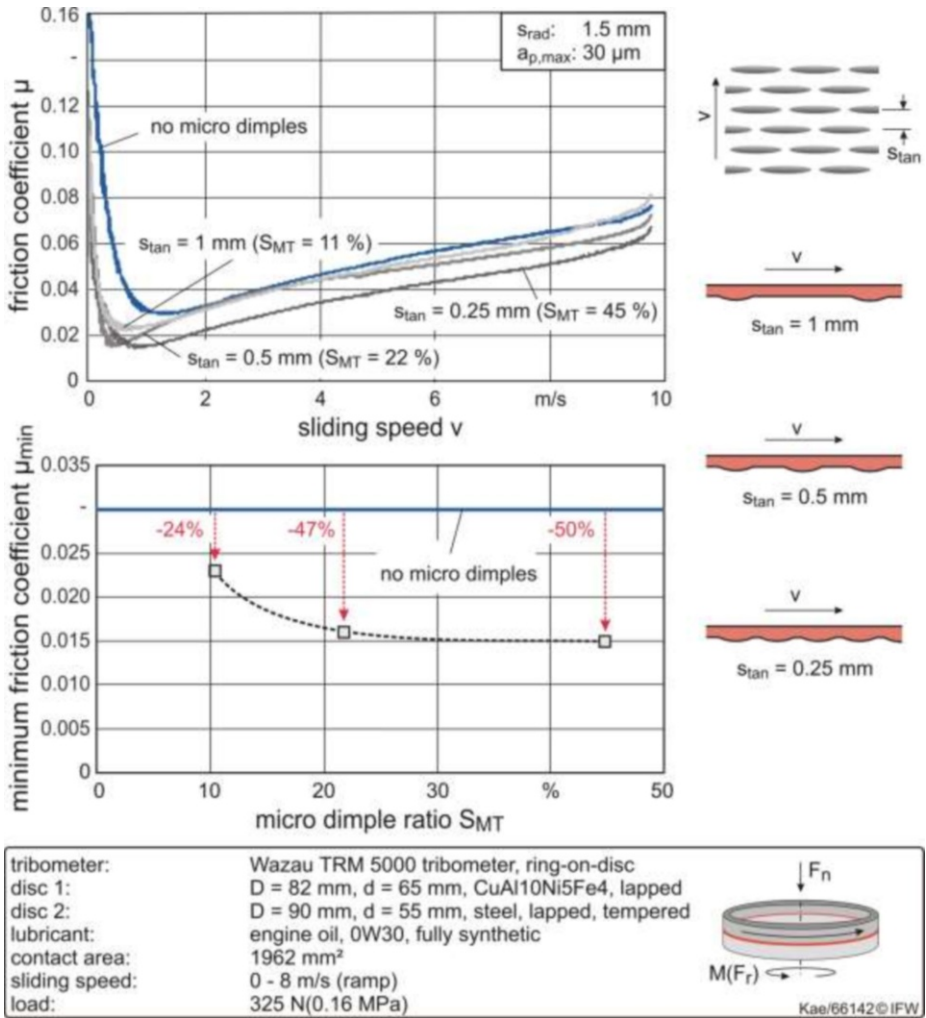 0.16
-
0.12
0.10
0.08
0.06
0.04
0.02
0
friction coefficient μ
s_rad: 1.5 mm
a_p,max: 30 μm
no micro dimples
s_tan = 1 mm (S_MT = 11 %)
s_tan = 0.25 mm (S_MT = 45 %)
s_tan = 0.5 mm (S_MT = 22 %)
0 2 4 6 m/s 10
sliding speed v
v
s_tan
v
s_tan = 1 mm
v
s_tan = 0.5 mm
v
s_tan = 0.25 mm
minimum friction coefficient μmin
0.035
-
0.025
0.020
0.015
0.010
0.005
0
-24% -47% -50%
no micro dimples
0 10 20 30 % 50
micro dimple ratio S_MT
tribometer: Wazau TRM 5000 tribometer, ring-on-disc
disc 1: D = 82 mm, d = 65 mm, CuAl10Ni5Fe4, lapped
disc 2: D = 90 mm, d = 55 mm, steel, lapped, tempered
lubricant: engine oil, 0W30, fully synthetic
contact area: 1962 mm²
sliding speed: 0 - 8 m/s (ramp)
load: 325 N(0.16 MPa)
F_n
M(F_r)
Kae/66142 © IFW